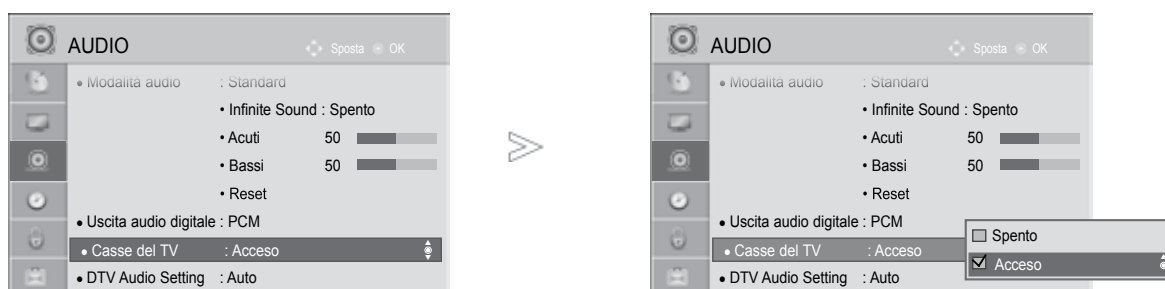 AUDIO
Sposta OK
• Modalità audio : Standard
• Infinite Sound : Spento
• Acuti 50
• Bassi 50
• Reset
• Uscita audio digitale : PCM
• Casse del TV : Acceso
• DTV Audio Setting : Auto
AUDIO
Sposta OK
• Modalità audio : Standard
• Infinite Sound : Spento
• Acuti 50
• Bassi 50
• Reset
• Uscita audio digitale : PCM
• Casse del TV : Acceso
• DTV Audio Setting : Auto
Spento
Acceso